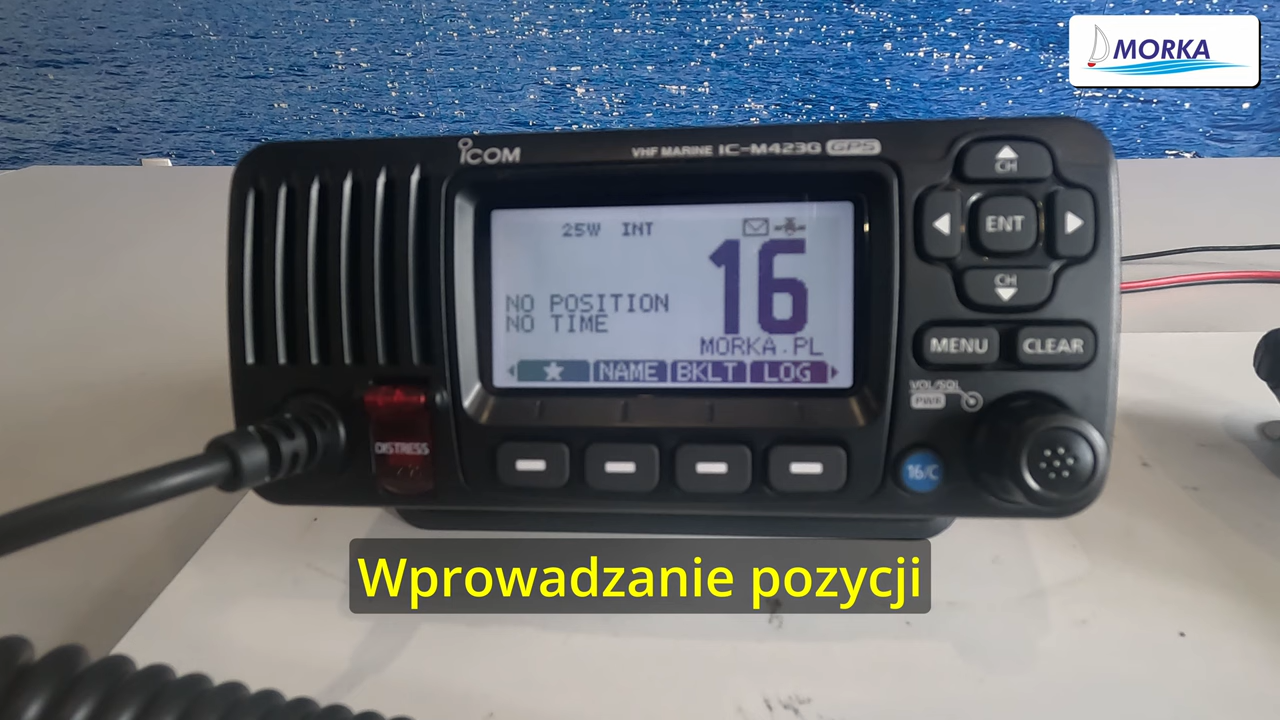 MORKA
ICOM
VHF MARINE IC-M423G GPS
CH
ENT
CH
MENU CLEAR
VOL/SQL
PWR
16/C
25W INT
16
NO POSITION
NO TIME
MORKA.PL
★ NAME BKLT LOG
DISTRESS
Wprowadzanie pozycji